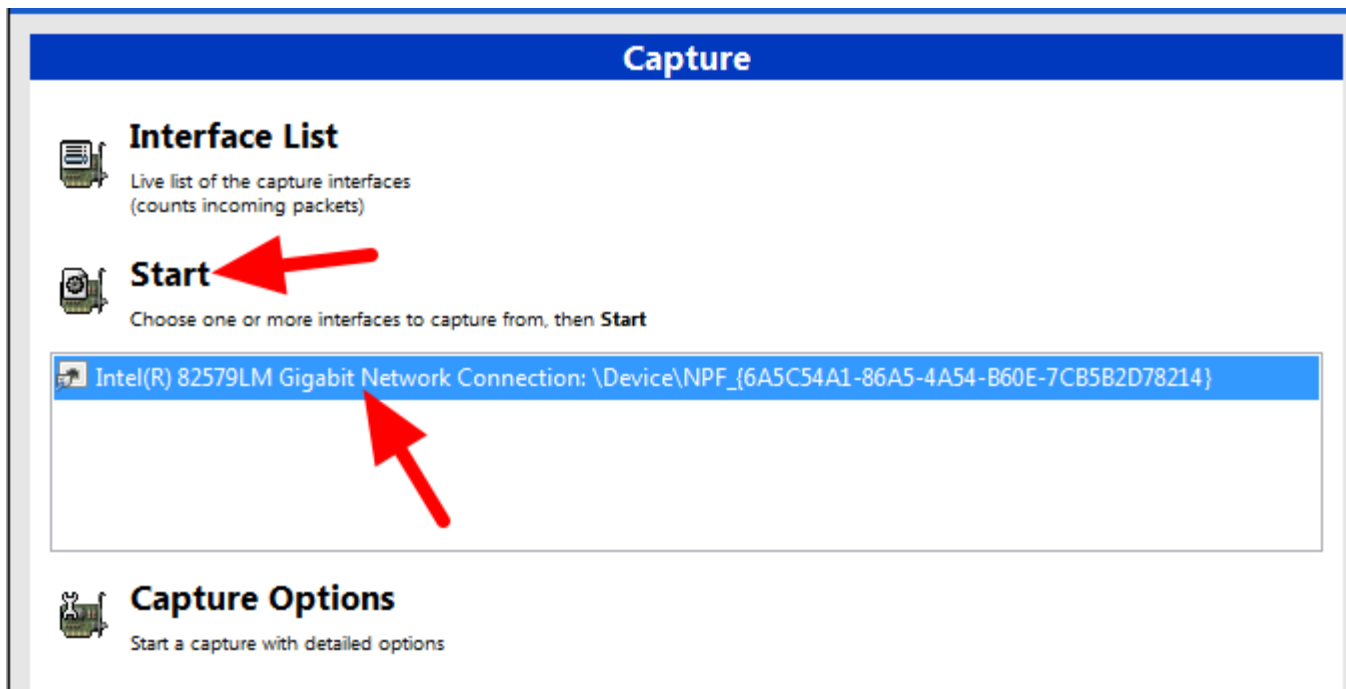 Capture
Interface List
Live list of the capture interfaces
(counts incoming packets)
Start
Choose one or more interfaces to capture from, then Start
Intel(R) 82579LM Gigabit Network Connection: \Device\NPF_{6A5C54A1-86A5-4A54-B60E-7CB5B2D78214}
Capture Options
Start a capture with detailed options